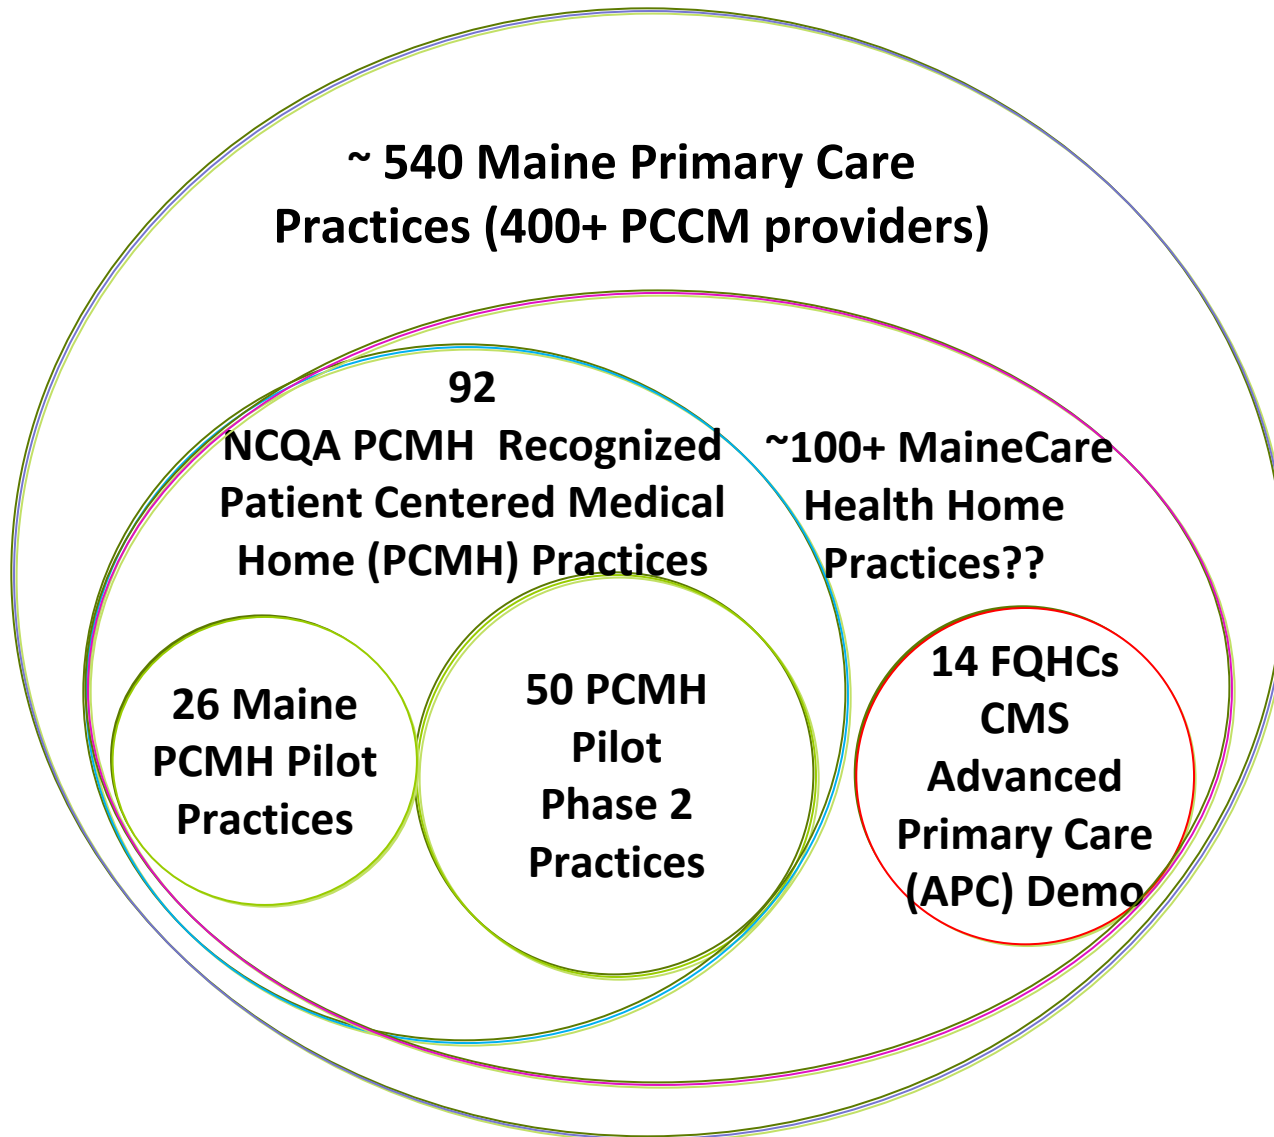 ~ 540 Maine Primary Care
Practices (400+ PCCM providers)
92
NCQA PCMH  Recognized
Patient Centered Medical
Home (PCMH) Practices
~100+ MaineCare
Health Home
Practices??
26 Maine
PCMH Pilot
Practices
50 PCMH
Pilot
Phase 2
Practices
14 FQHCs
CMS
Advanced
Primary Care
(APC) Demo